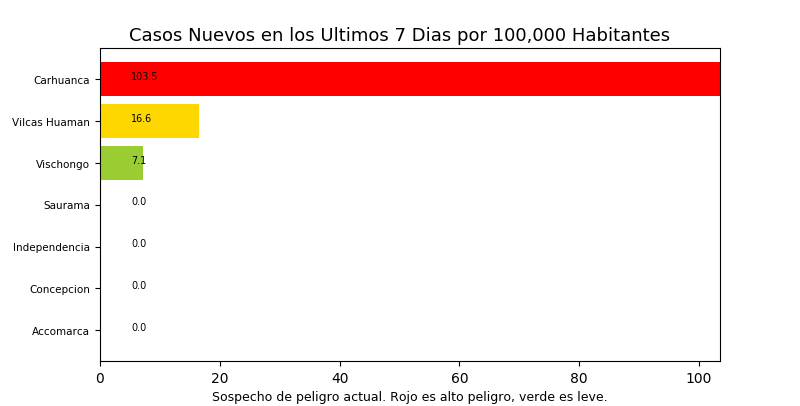 Casos Nuevos en los Ultimos 7 Dias por 100,000 Habitantes
Carhuanca 103.5
Vilcas Huaman 16.6
Vischongo 7.1
Saurama 0.0
Independencia 0.0
Concepcion 0.0
Accomarca 0.0
0 20 40 60 80 100
Sospecho de peligro actual. Rojo es alto peligro, verde es leve.